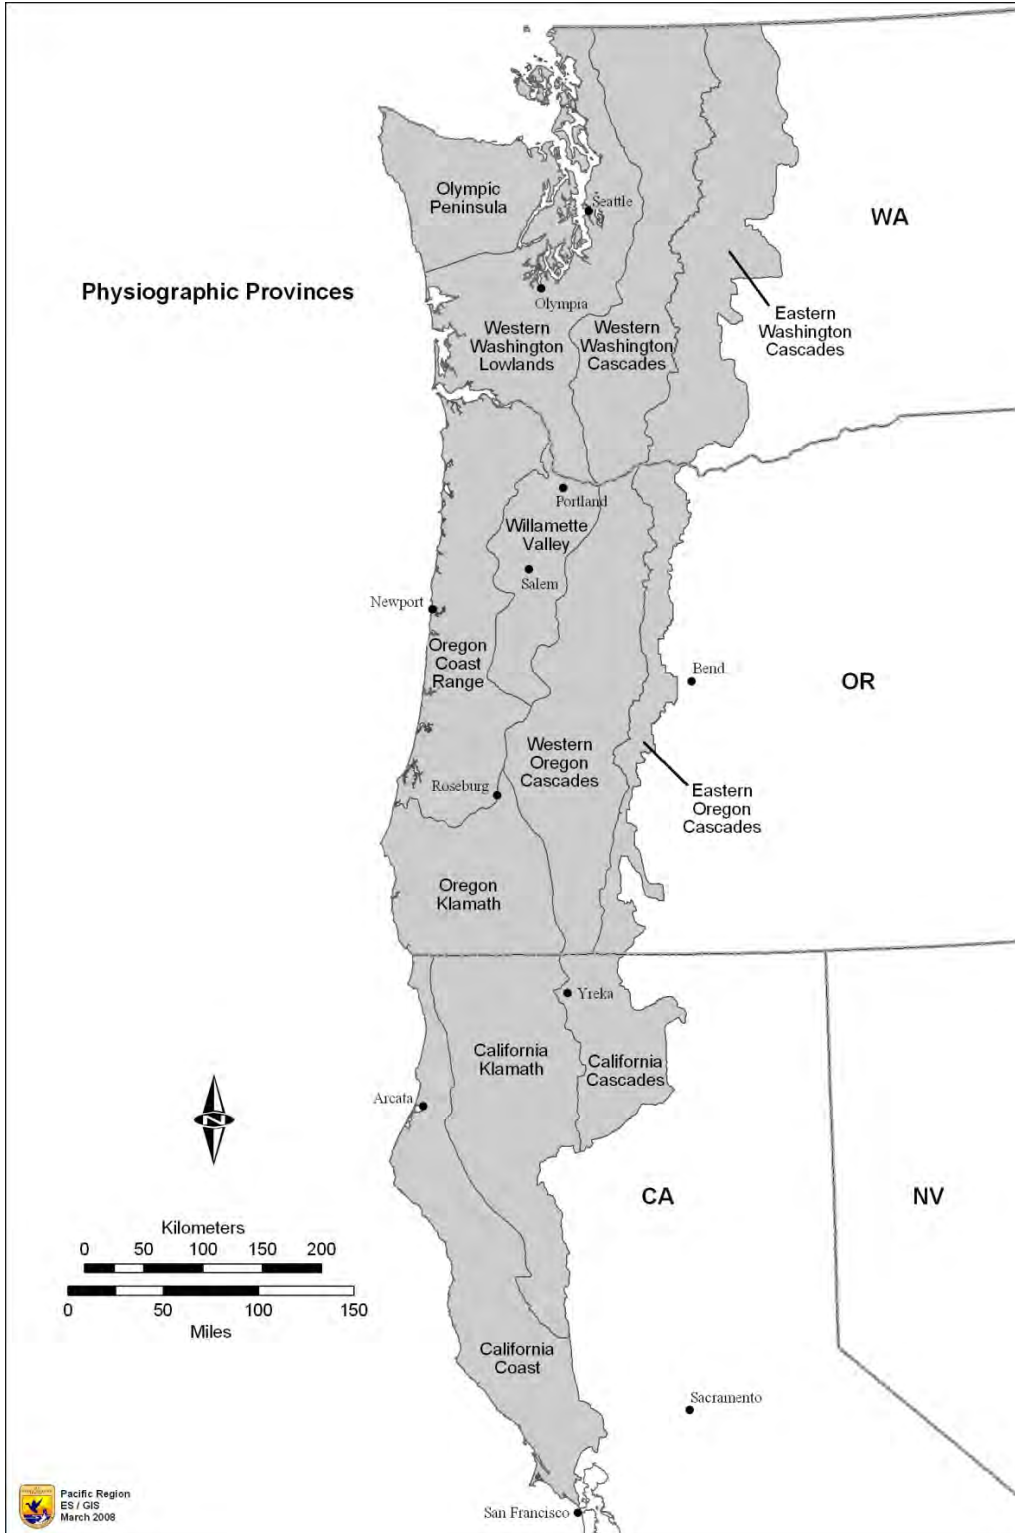 Olympic
Peninsula
Seattle
WA
Physiographic Provinces
Olympia
Eastern
Washington
Cascades
Western
Washington
Lowlands
Western
Washington
Cascades
Portland
Willamette
Valley
Salem
Newport
Oregon
Coast
Range
Bend
OR
Western
Oregon
Cascades
Roseburg
Eastern
Oregon
Cascades
Oregon
Klamath
Yreka
California
Klamath
California
Cascades
Arcata
N
CA
NV
Kilometers
0 50 100 150 200
0 50 100 150
Miles
California
Coast
Sacramento
Pacific Region
ES / GIS
March 2008
San Francisco